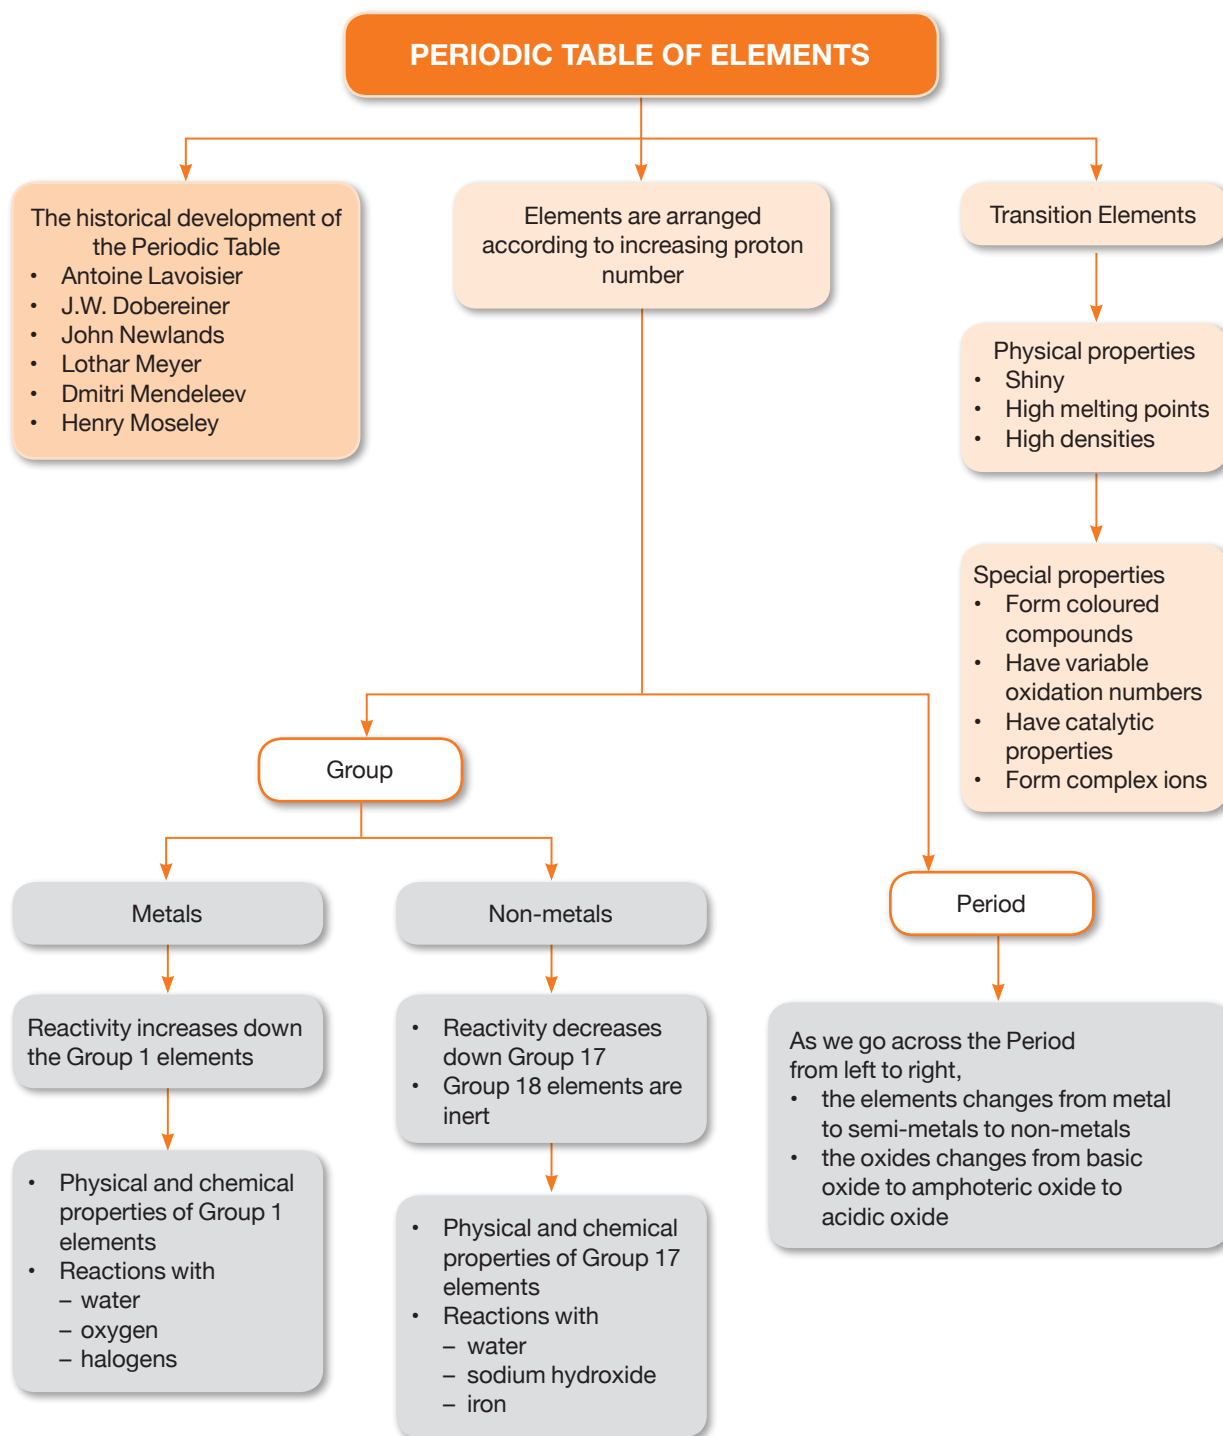 PERIODIC TABLE OF ELEMENTS
The historical development of
the Periodic Table
• Antoine Lavoisier
• J.W. Dobereiner
• John Newlands
• Lothar Meyer
• Dmitri Mendeleev
• Henry Moseley
Elements are arranged
according to increasing proton
number
Transition Elements
Physical properties
• Shiny
• High melting points
• High densities
Special properties
• Form coloured
compounds
• Have variable
oxidation numbers
• Have catalytic
properties
• Form complex ions
Group
Metals
Reactivity increases down
the Group 1 elements
• Physical and chemical
properties of Group 1
elements
• Reactions with
– water
– oxygen
– halogens
Non-metals
• Reactivity decreases
down Group 17
• Group 18 elements are
inert
• Physical and chemical
properties of Group 17
elements
• Reactions with
– water
– sodium hydroxide
– iron
Period
As we go across the Period
from left to right,
• the elements changes from metal
to semi-metals to non-metals
• the oxides changes from basic
oxide to amphoteric oxide to
acidic oxide